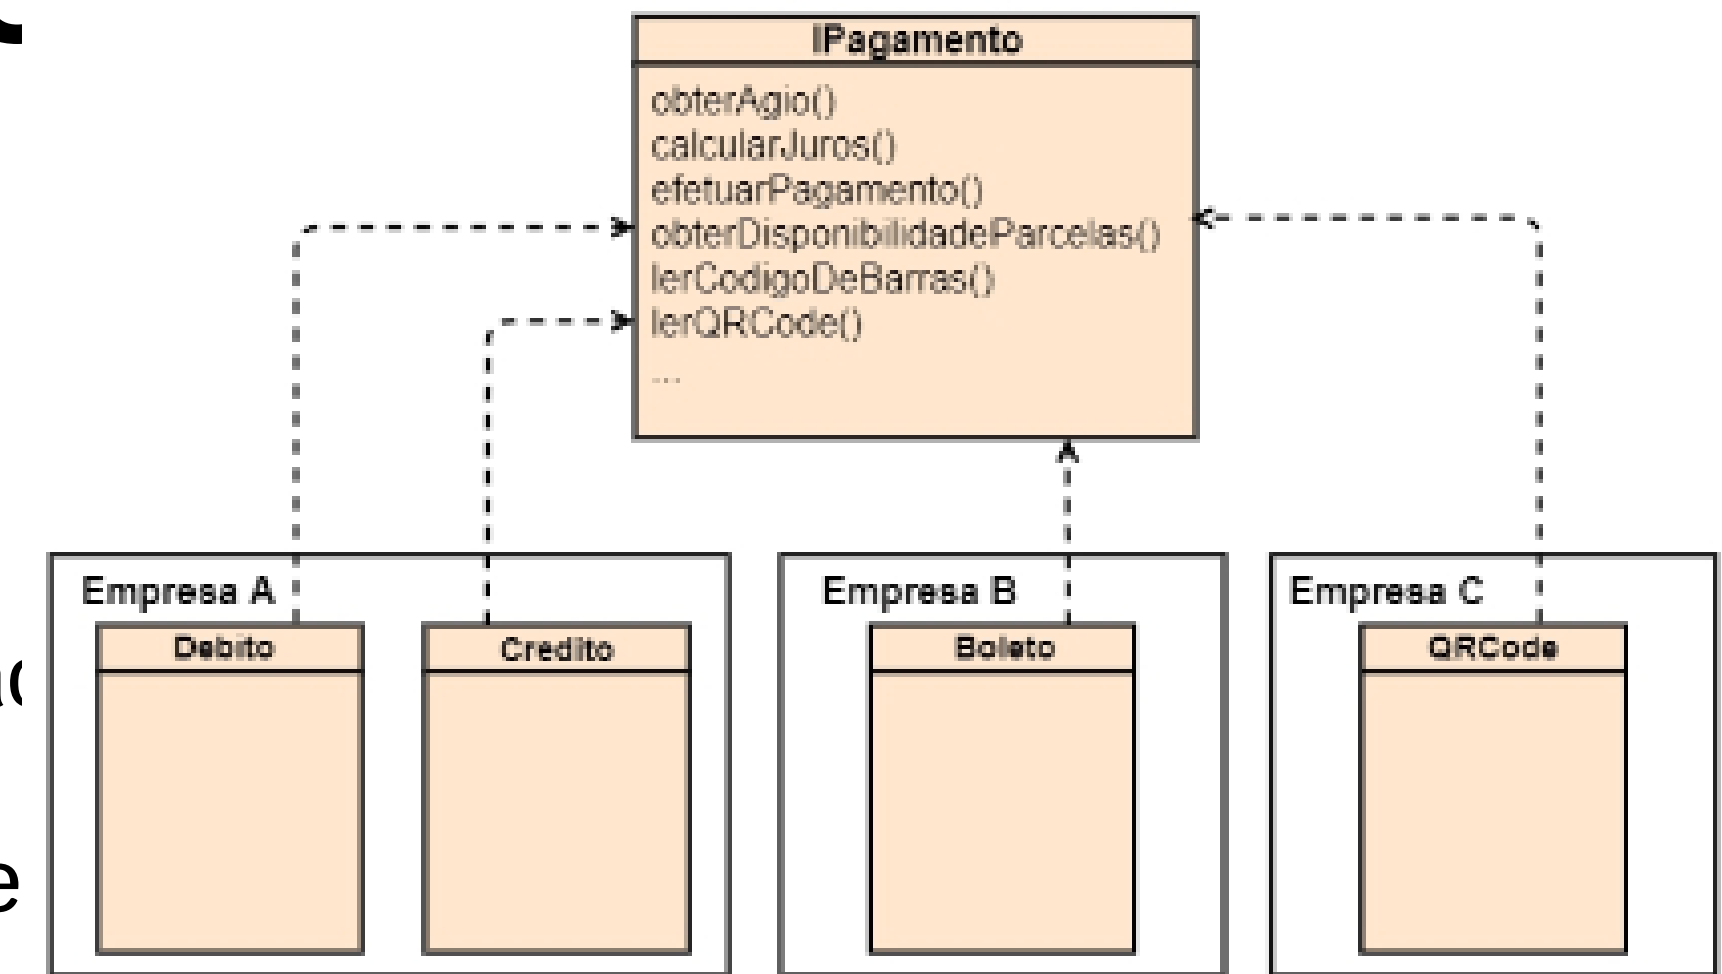 IPagamento
obterAgio()
calcularJuros()
efetuarPagamento()
obterDisponibilidadeParcelas()
lerCodigoDeBarras()
lerQRCode()
...
Empresa A
Debito
Credito
Empresa B
Boleto
Empresa C
QRCode
e